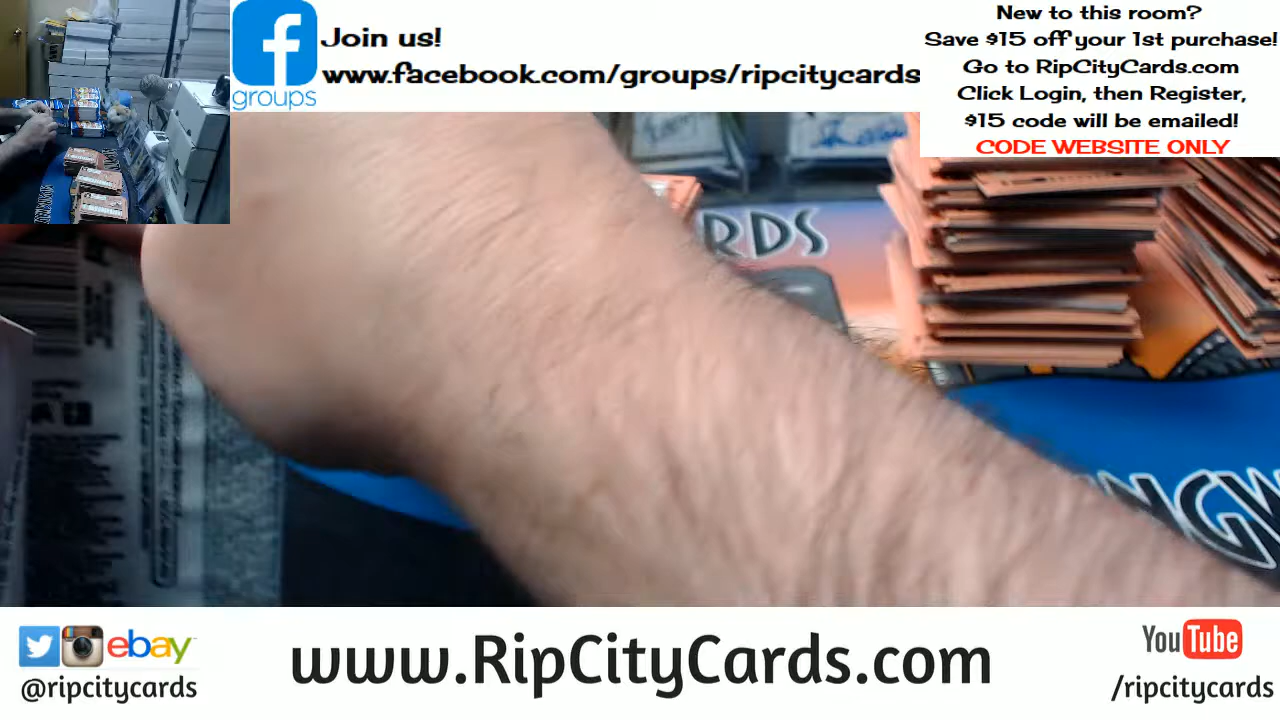 Join us!
www.facebook.com/groups/ripcitycards
groups
New to this room?
Save $15 off your 1st purchase!
Go to RipCityCards.com
Click Login, then Register,
$15 code will be emailed!
CODE WEBSITE ONLY
RDS
NGW
ebay
@ripcitycards
www.RipCityCards.com
YouTube
/ripcitycards